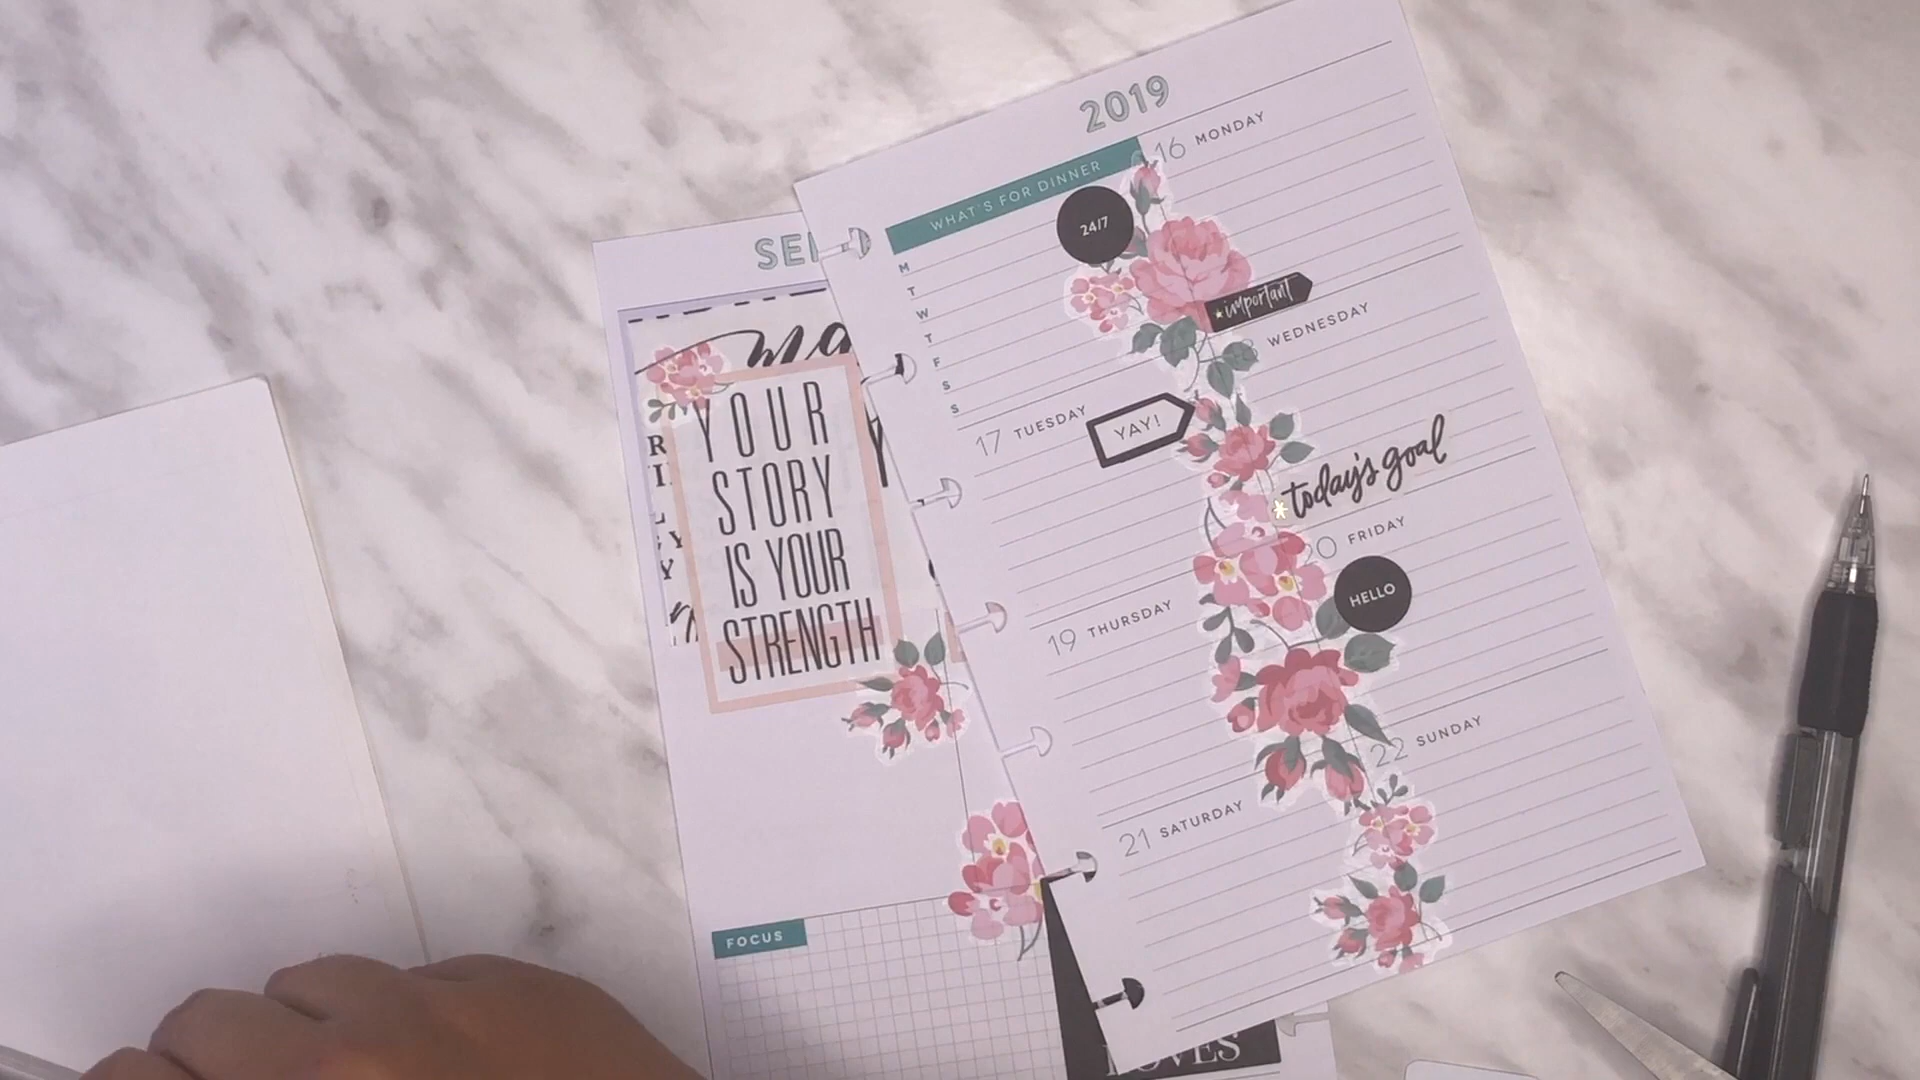 2019
WHAT'S FOR DINNER
16 MONDAY
24/7
M
T
W
T
F
S
S
important
WEDNESDAY
17 TUESDAY
YAY!
today's goal
20 FRIDAY
HELLO
19 THURSDAY
22 SUNDAY
21 SATURDAY
YOUR
STORY
IS YOUR
STRENGTH
FOCUS